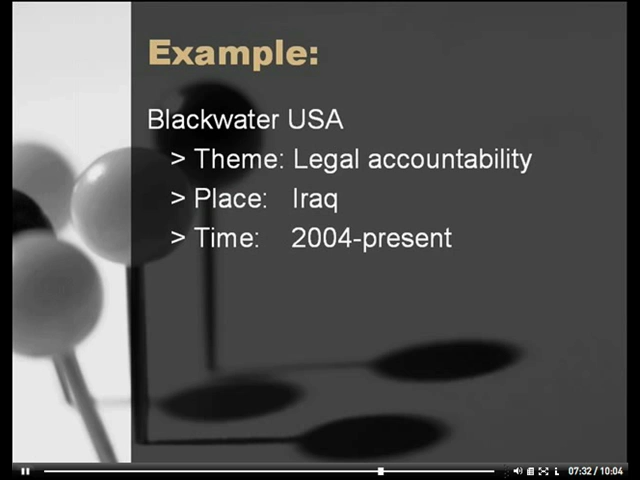 Example:
Blackwater USA
> Theme: Legal accountability
> Place: Iraq
> Time: 2004-present
07:32 / 10:04